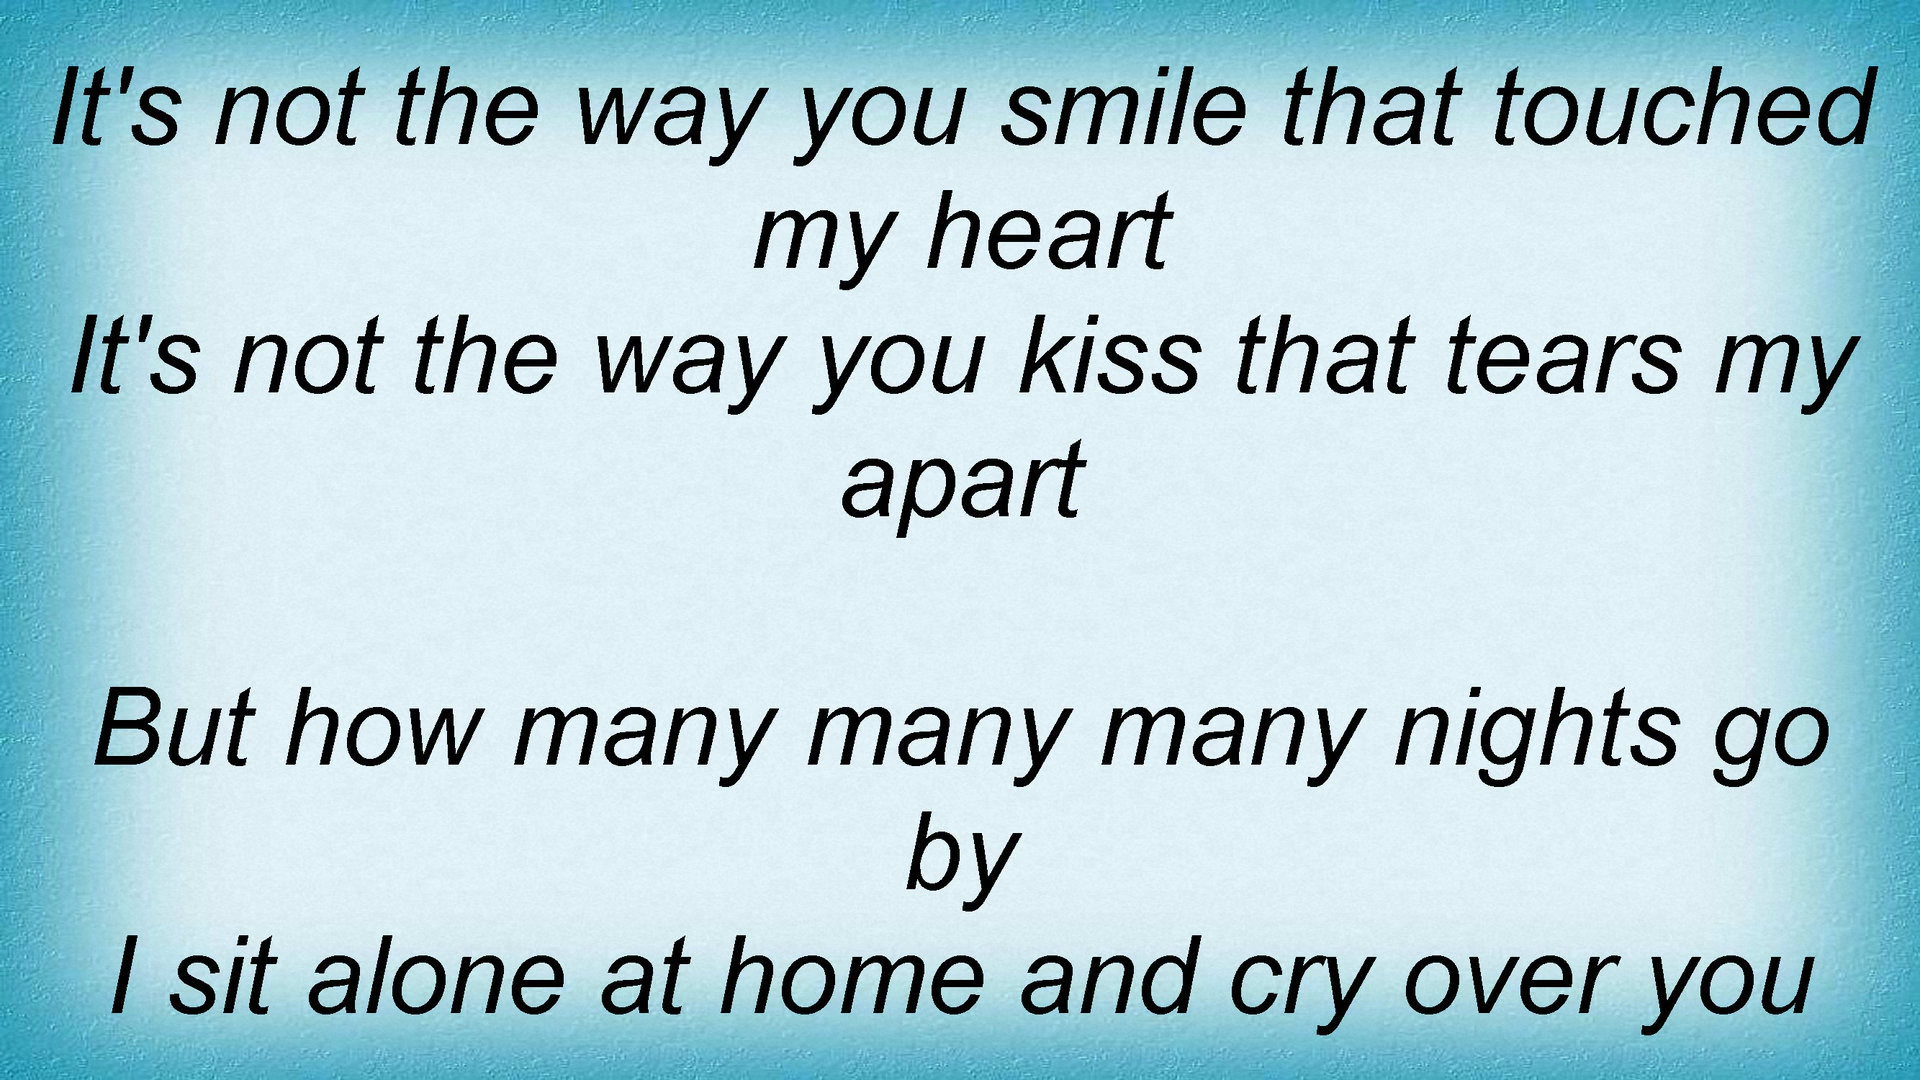 It's not the way you smile that touched
my heart
It's not the way you kiss that tears my
apart
But how many many many nights go
by
I sit alone at home and cry over you